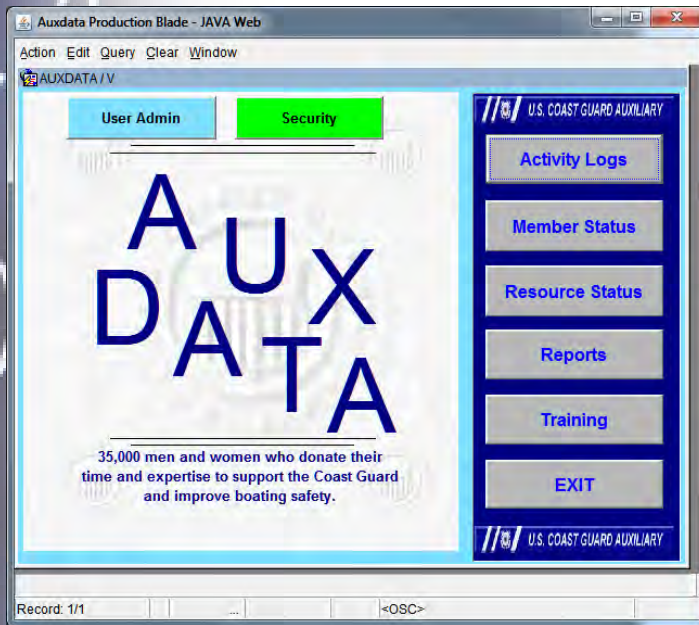 Auxdata Production Blade - JAVA Web
Action Edit Query Clear Window
AUXDATA / V
User Admin
Security
AUX
DATA
35,000 men and women who donate their
time and expertise to support the Coast Guard
and improve boating safety.
U.S. COAST GUARD AUXILIARY
Activity Logs
Member Status
Resource Status
Reports
Training
EXIT
U.S. COAST GUARD AUXILIARY
Record: 1/1
...
<OSC>